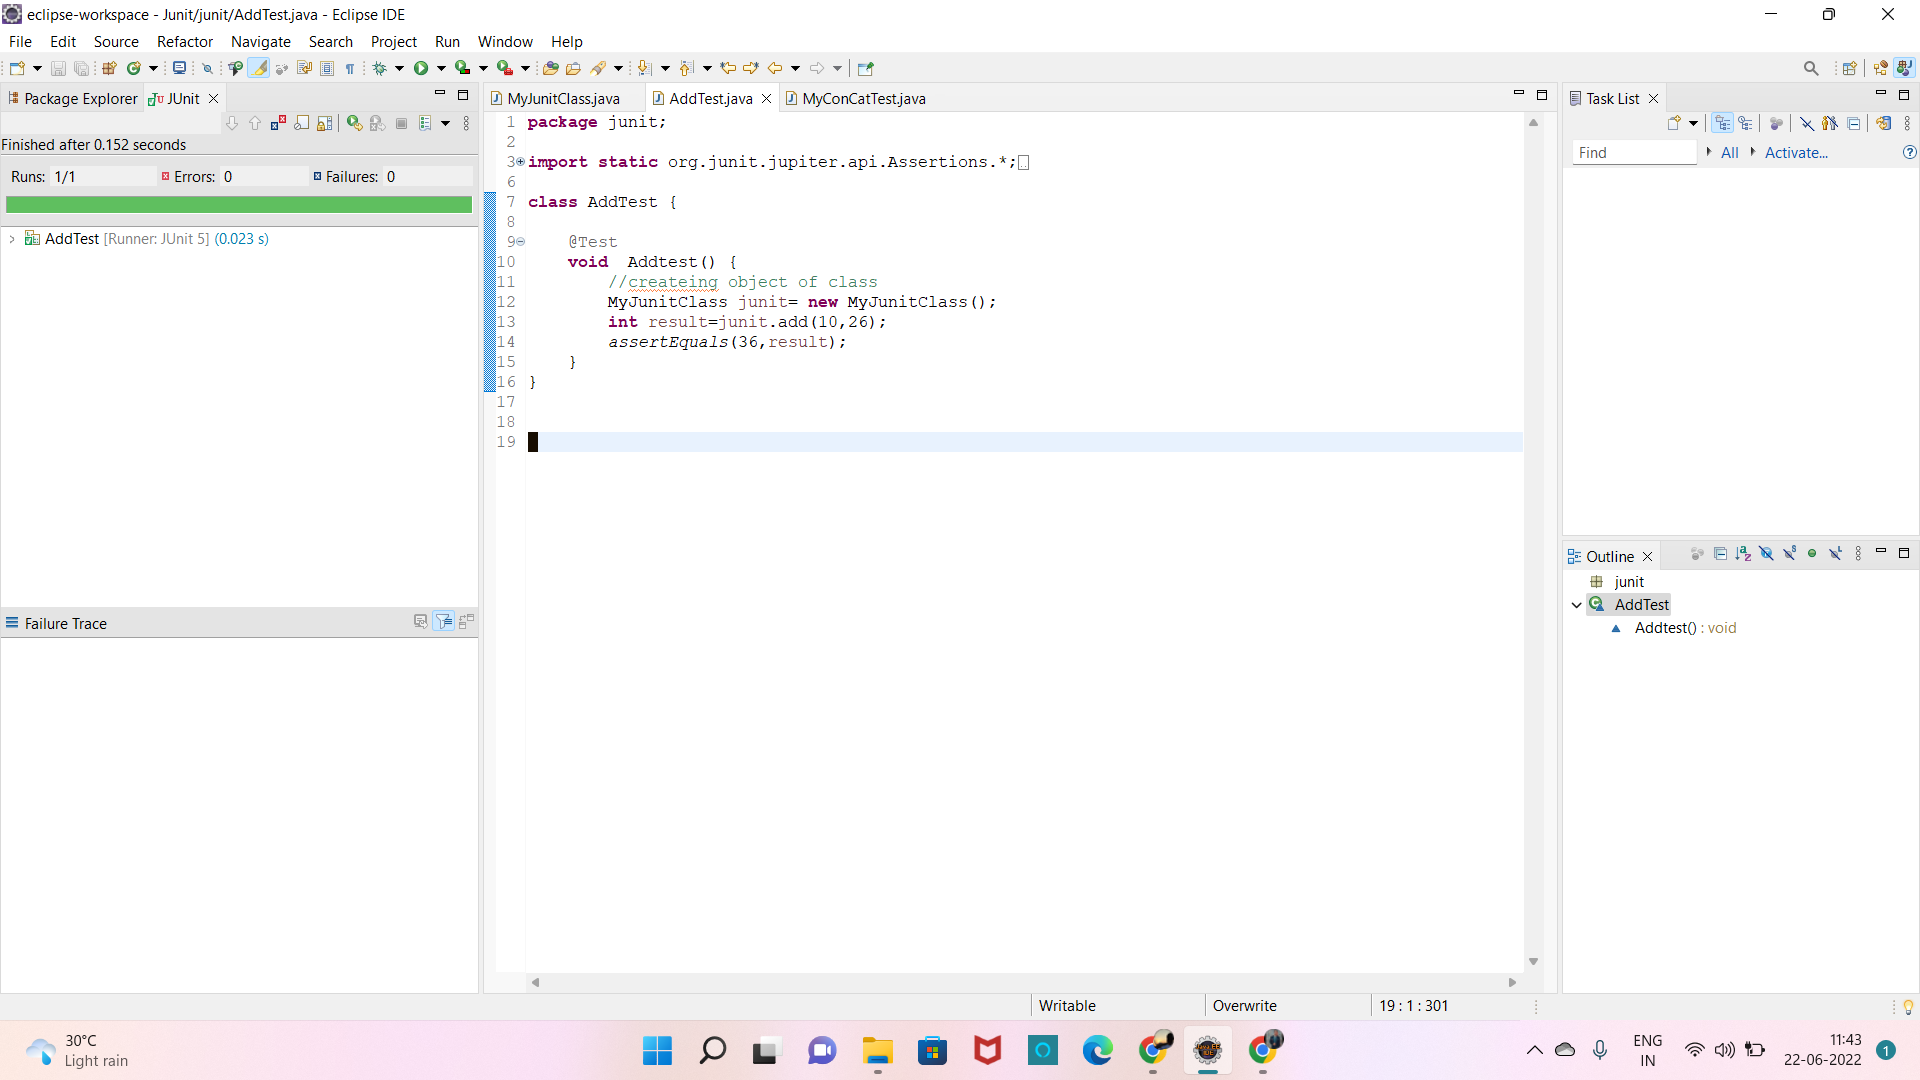 eclipse-workspace - Junit/junit/AddTest.java - Eclipse IDE
File Edit Source Refactor Navigate Search Project Run Window Help
Package Explorer JUnit
Finished after 0.152 seconds
Runs: 1/1 Errors: 0 Failures: 0
AddTest [Runner: JUnit 5] (0.023 s)
Failure Trace
MyJunitClass.java AddTest.java MyConCatTest.java
1 package junit;
2
3 import static org.junit.jupiter.api.Assertions.*;
6
7 class AddTest {
8
9 @Test
10 void  Addtest() {
11 //createing object of class
12 MyJunitClass junit= new MyJunitClass();
13 int result=junit.add(10,26);
14 assertEquals(36,result);
15 }
16 }
17
18
19
Task List
Find All Activate...
Outline
junit
AddTest
Addtest() : void
Writable Overwrite 19 : 1 : 301
30°C
Light rain
ENG
IN
11:43
22-06-2022
1